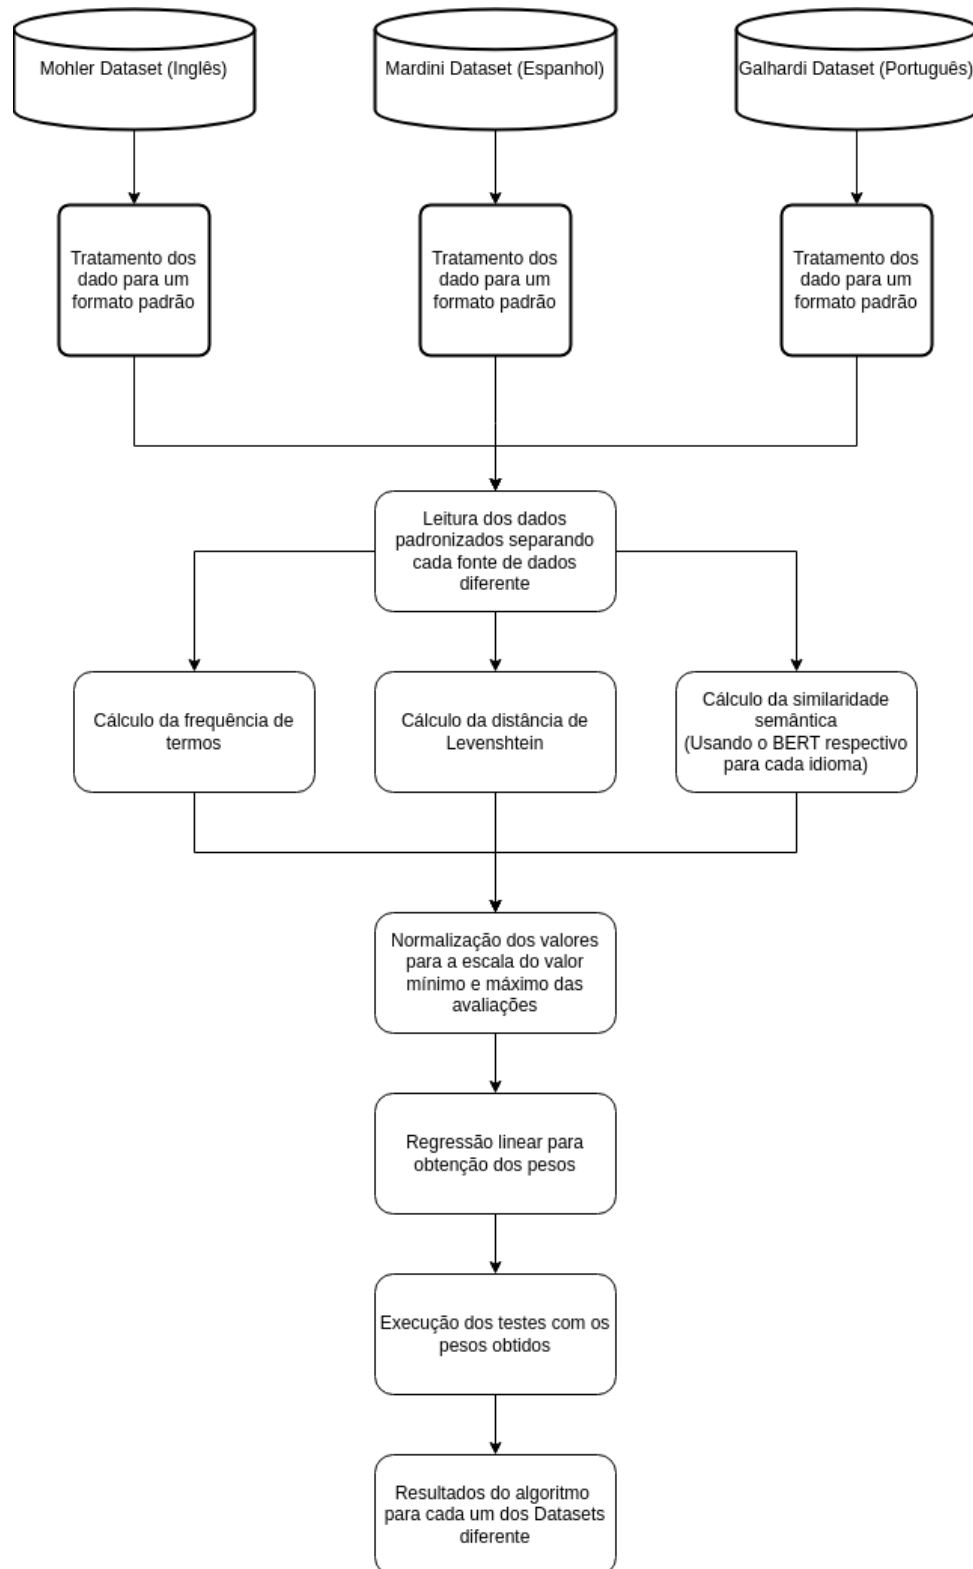 Mohler Dataset (Inglês)
Mardini Dataset (Espanhol)
Galhardi Dataset (Português)
Tratamento dos
dado para um
formato padrão
Tratamento dos
dado para um
formato padrão
Tratamento dos
dado para um
formato padrão
Leitura dos dados
padronizados separando
cada fonte de dados
diferente
Cálculo da frequência de
termos
Cálculo da distância de
Levenshtein
Cálculo da similaridade
semântica
(Usando o BERT respectivo
para cada idioma)
Normalização dos valores
para a escala do valor
mínimo e máximo das
avaliações
Regressão linear para
obtenção dos pesos
Execução dos testes com os
pesos obtidos
Resultados do algoritmo
para cada um dos Datasets
diferente